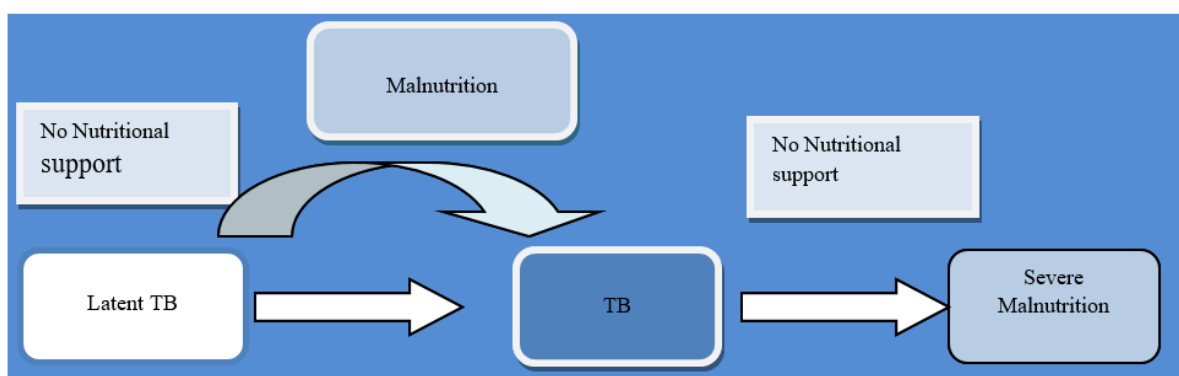 Malnutrition
No Nutritional
support
No Nutritional
support
Latent TB
TB
Severe
Malnutrition